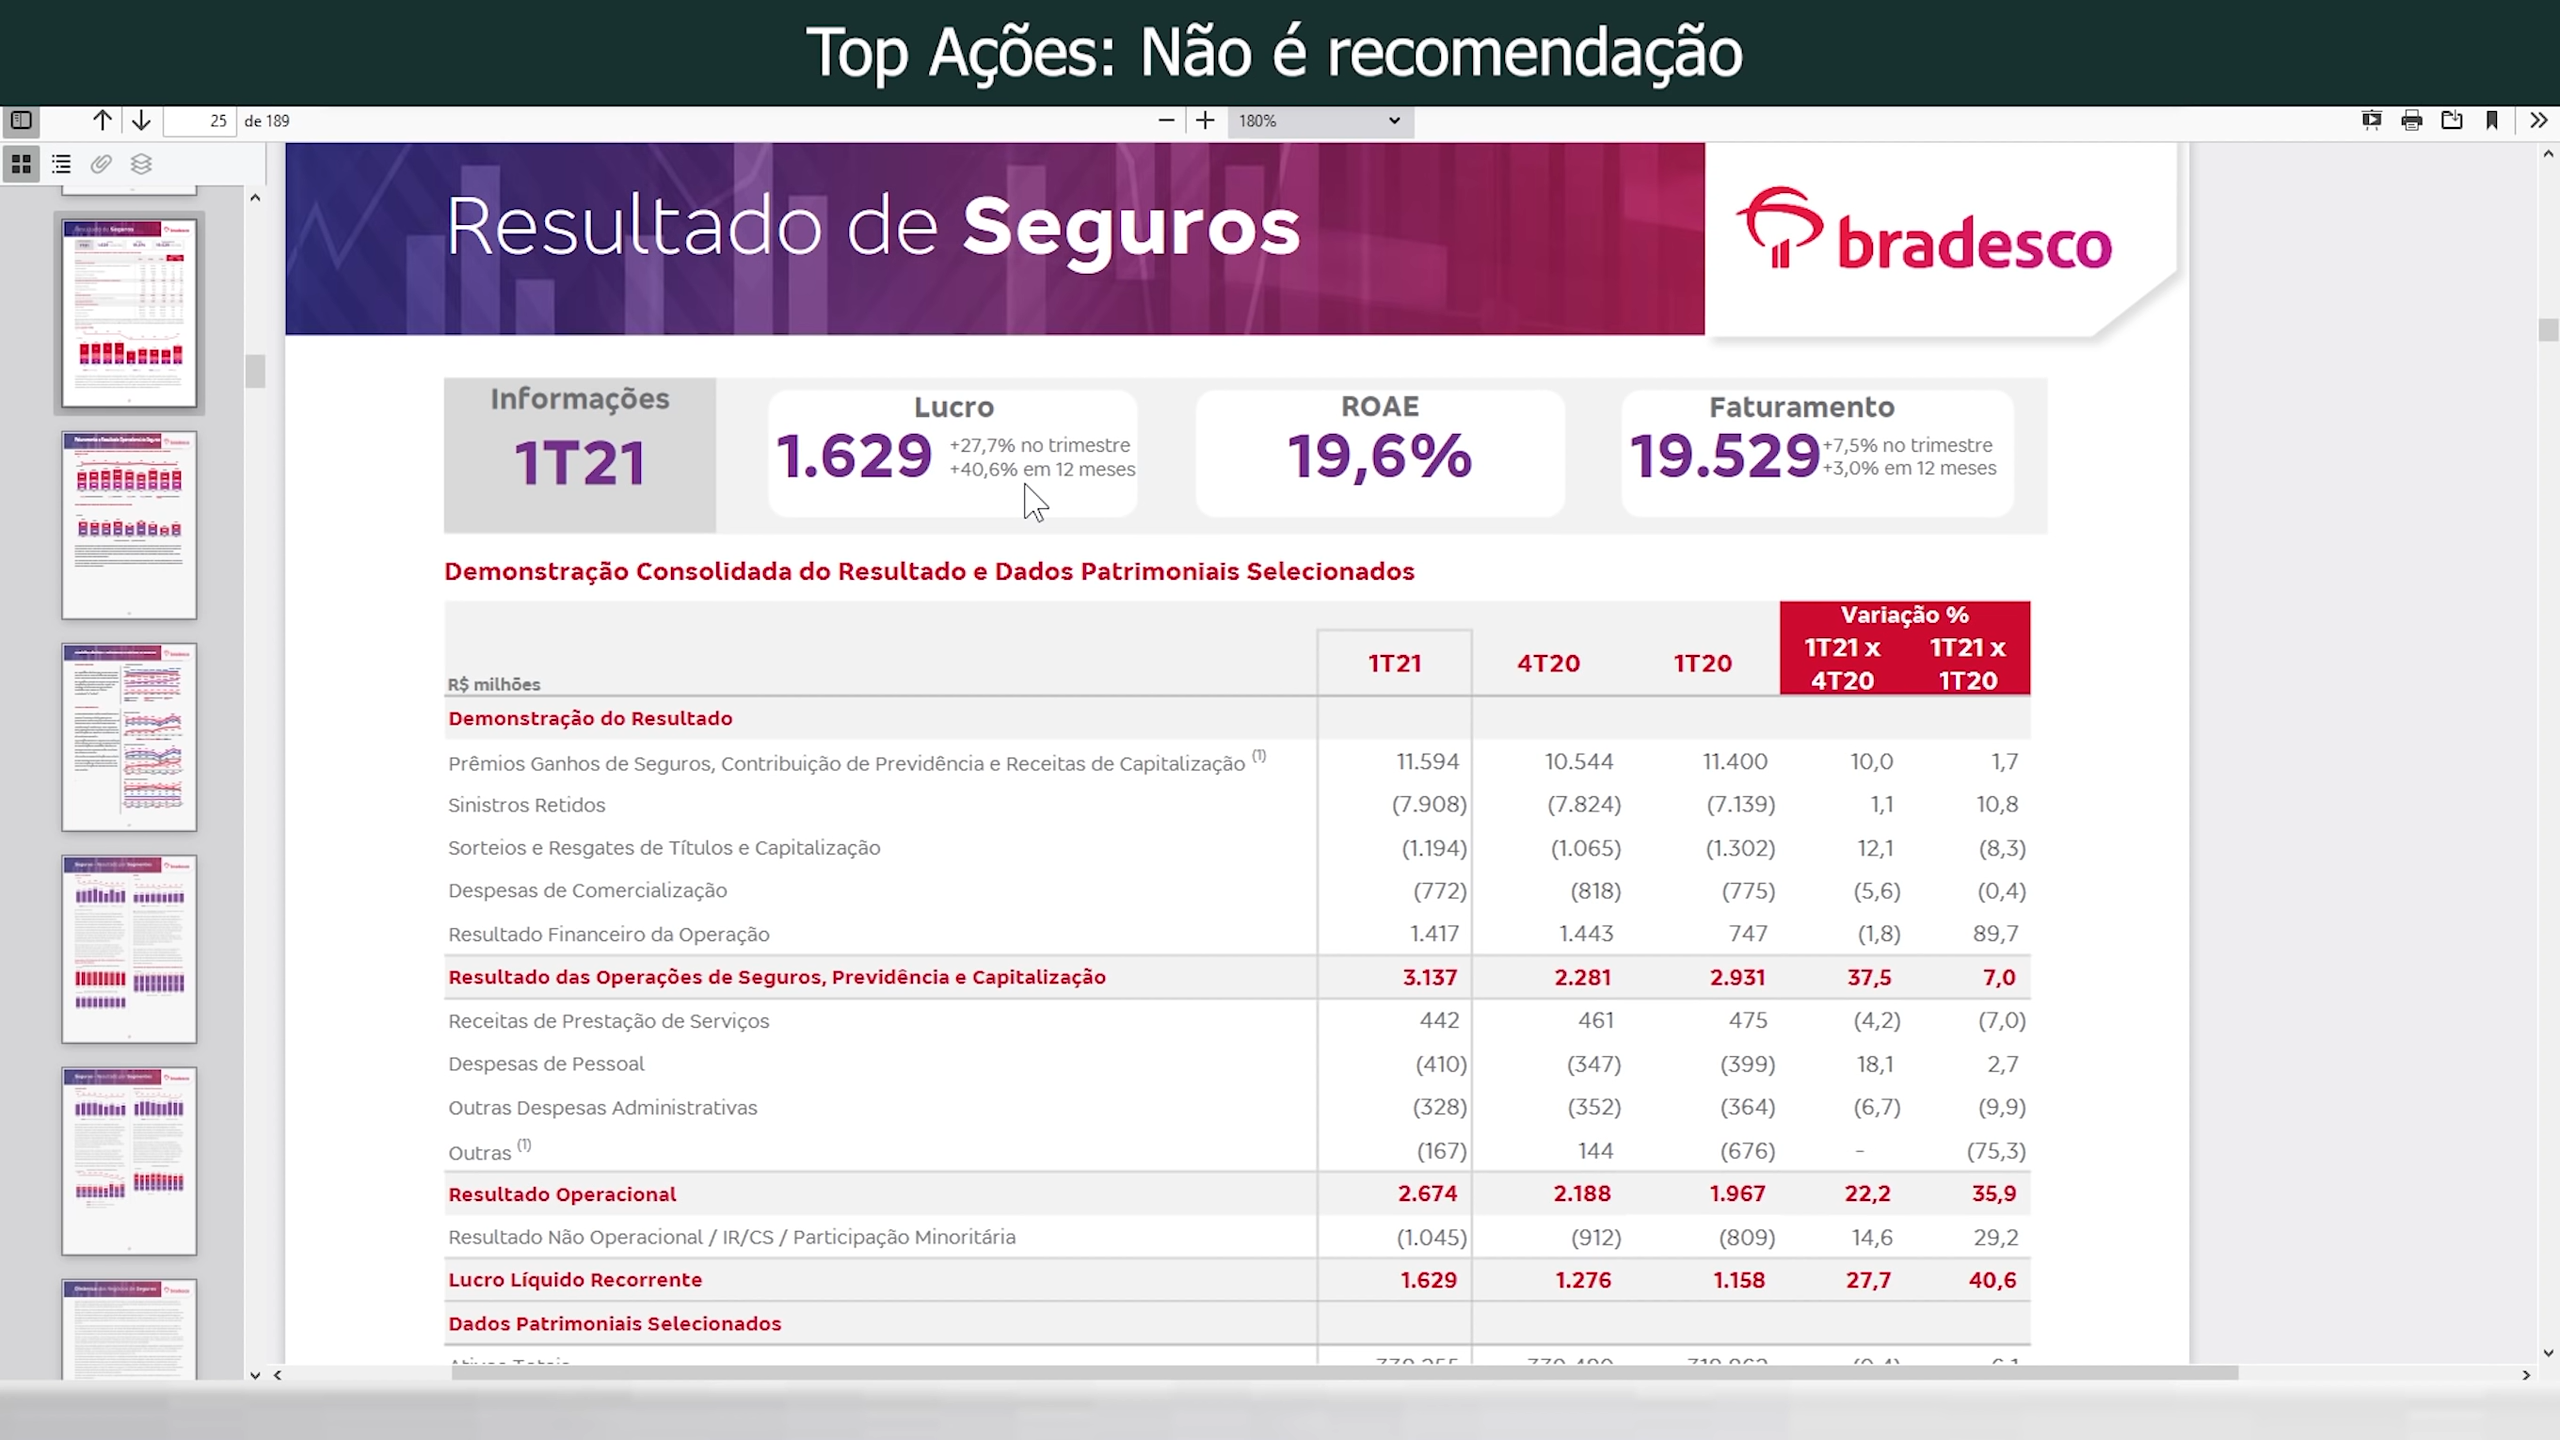 Top Ações: Não é recomendação
25 de 189
180%
Resultado de Seguros
bradesco
Informações
1T21
Lucro
1.629
+27,7% no trimestre
+40,6% em 12 meses
ROAE
19,6%
Faturamento
19.529
+7,5% no trimestre
+3,0% em 12 meses
Demonstração Consolidada do Resultado e Dados Patrimoniais Selecionados
Variação %
R$ milhões 1T21 4T20 1T20 1T21 x 4T20 1T21 x 1T20
Demonstração do Resultado
Prêmios Ganhos de Seguros, Contribuição de Previdência e Receitas de Capitalização (1) 11.594 10.544 11.400 10,0 1,7
Sinistros Retidos (7.908) (7.824) (7.139) 1,1 10,8
Sorteios e Resgates de Títulos e Capitalização (1.194) (1.065) (1.302) 12,1 (8,3)
Despesas de Comercialização (772) (818) (775) (5,6) (0,4)
Resultado Financeiro da Operação 1.417 1.443 747 (1,8) 89,7
Resultado das Operações de Seguros, Previdência e Capitalização 3.137 2.281 2.931 37,5 7,0
Receitas de Prestação de Serviços 442 461 475 (4,2) (7,0)
Despesas de Pessoal (410) (347) (399) 18,1 2,7
Outras Despesas Administrativas (328) (352) (364) (6,7) (9,9)
Outras (1) (167) 144 (676) - (75,3)
Resultado Operacional 2.674 2.188 1.967 22,2 35,9
Resultado Não Operacional / IR/CS / Participação Minoritária (1.045) (912) (809) 14,6 29,2
Lucro Líquido Recorrente 1.629 1.276 1.158 27,7 40,6
Dados Patrimoniais Selecionados